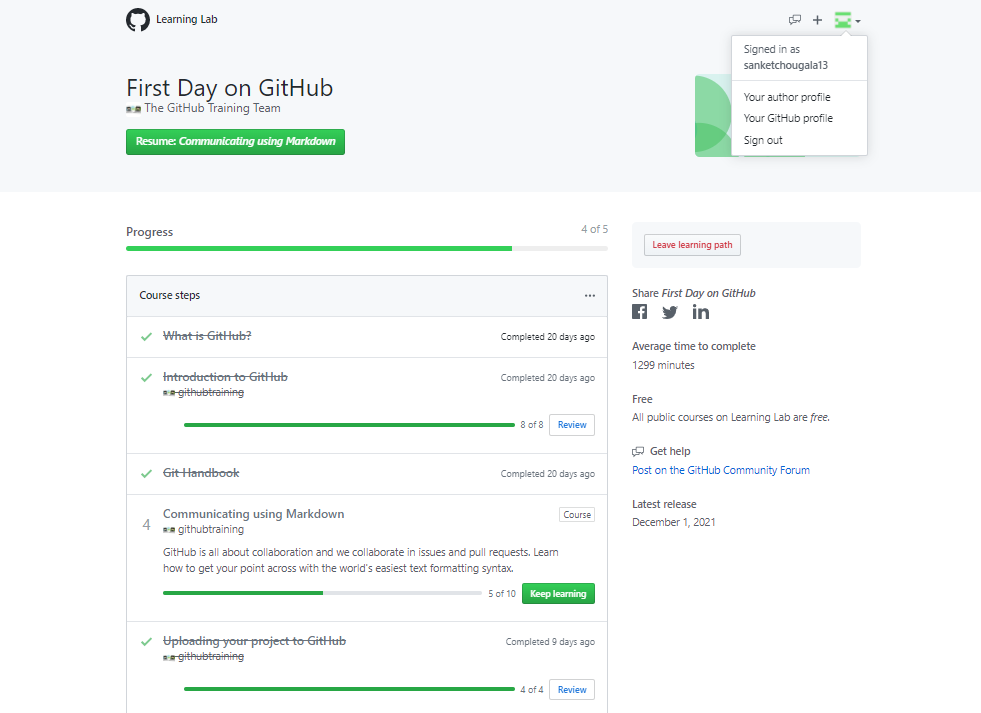 Learning Lab
Signed in as
sanketchougala13
Your author profile
Your GitHub profile
Sign out
First Day on GitHub
The GitHub Training Team
Resume: Communicating using Markdown
Progress
4 of 5
Course steps
What is GitHub?
Completed 20 days ago
Introduction to GitHub
Completed 20 days ago
githubtraining
8 of 8
Review
Git Handbook
Completed 20 days ago
4
Communicating using Markdown
Course
githubtraining
GitHub is all about collaboration and we collaborate in issues and pull requests. Learn
how to get your point across with the world's easiest text formatting syntax.
5 of 10
Keep learning
Uploading your project to GitHub
Completed 9 days ago
githubtraining
4 of 4
Review
Leave learning path
Share First Day on GitHub
Average time to complete
1299 minutes
Free
All public courses on Learning Lab are free.
Get help
Post on the GitHub Community Forum
Latest release
December 1, 2021